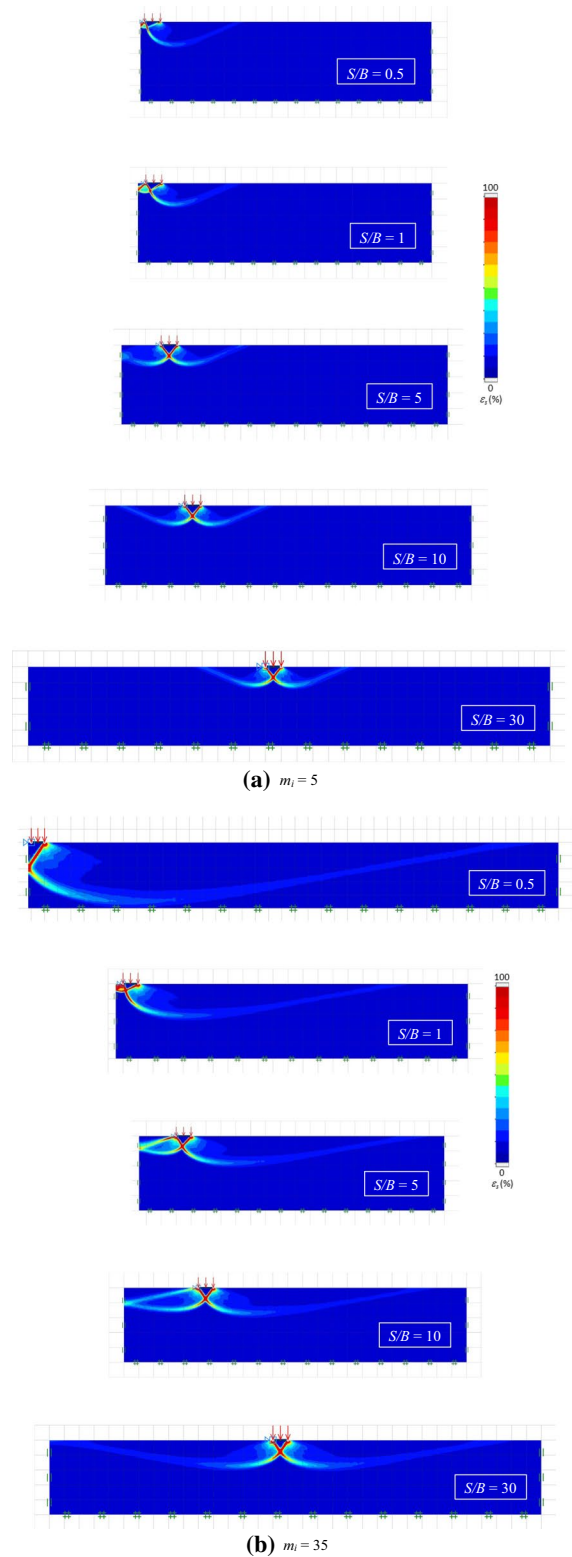 S/B = 0.5
S/B = 1
100
0
εs (%)
S/B = 5
S/B = 10
S/B = 30
(a) mi = 5
S/B = 0.5
100
S/B = 1
0
εs (%)
S/B = 5
S/B = 10
S/B = 30
(b) mi = 35